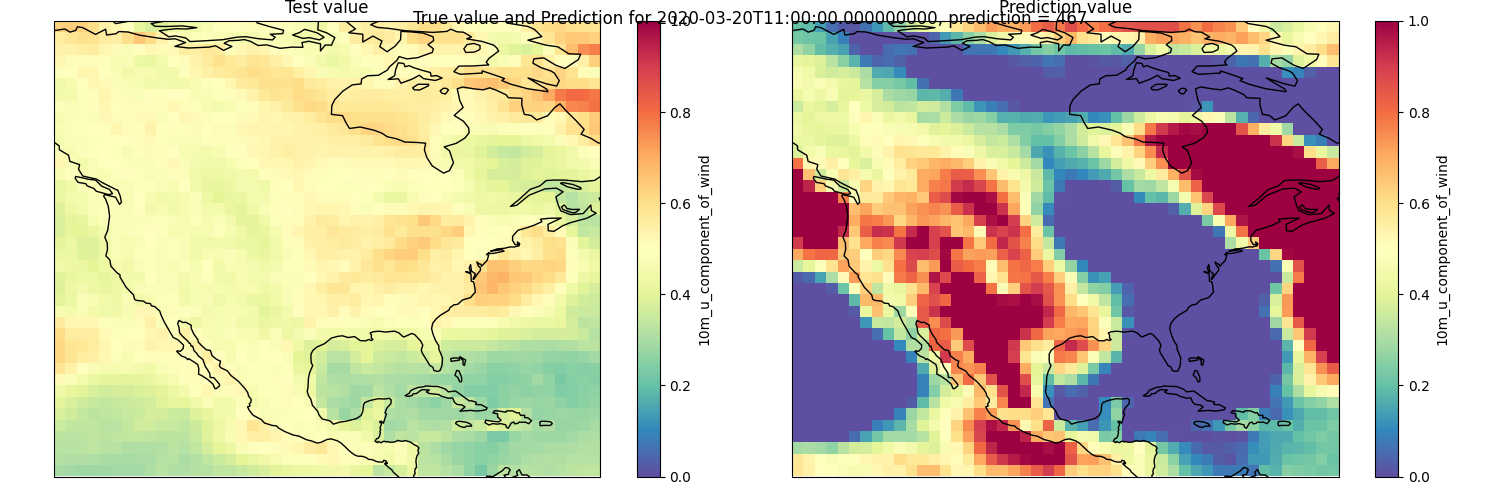 Test value
True value and Prediction for 2020-03-20T11:00:00.000000000, prediction = 467
Prediction value
1.0
0.8
0.6
0.4
0.2
0.0
10m_u_component_of_wind
1.0
0.8
0.6
0.4
0.2
0.0
10m_u_component_of_wind